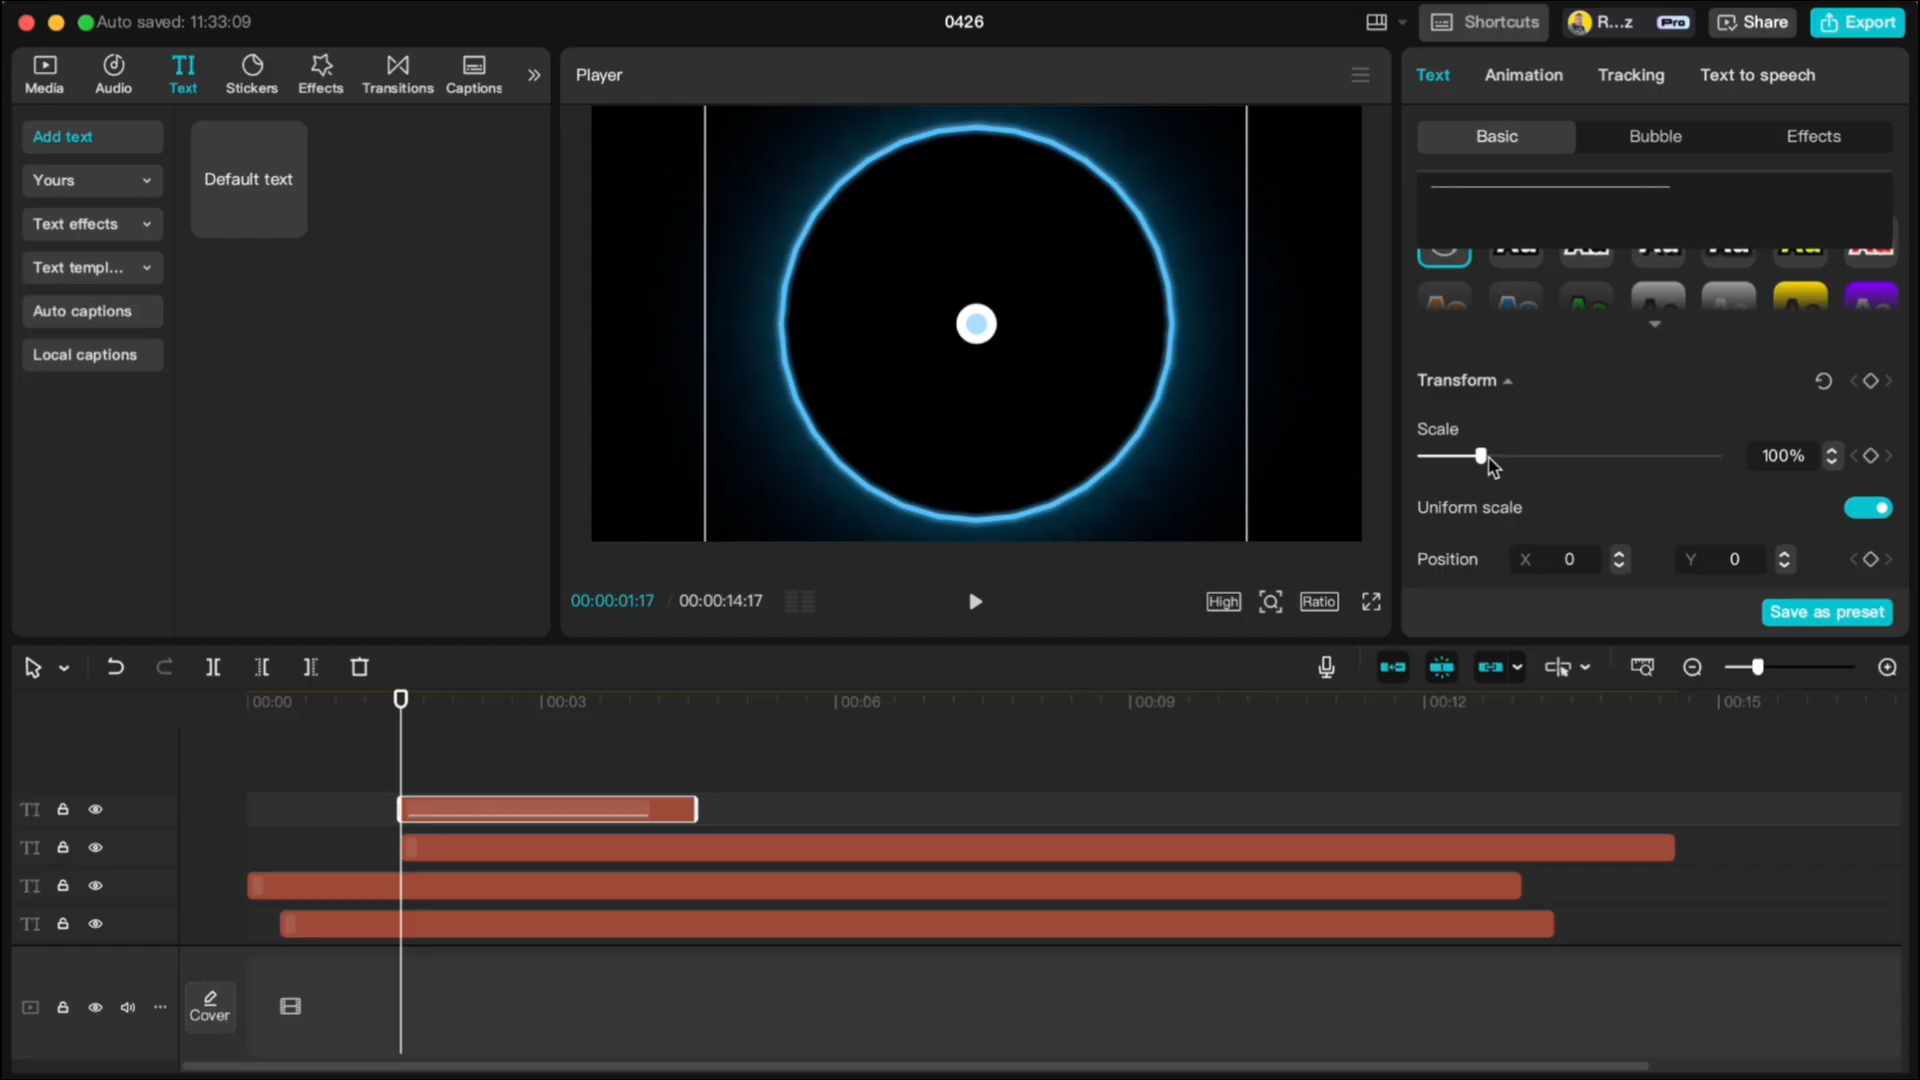 Auto saved: 11:33:09
0426
Shortcuts
R...z
Pro
Share
Export
Media
Audio
TI
Text
Stickers
Effects
Transitions
Captions
Player
Text
Animation
Tracking
Text to speech
Add text
Yours
Text effects
Text templ...
Auto captions
Local captions
Default text
Basic
Bubble
Effects
Transform
Scale
100%
Uniform scale
Position
X
0
Y
0
Save as preset
00:00:01:17 / 00:00:14:17
High
Ratio
00:00
00:03
00:06
00:09
00:12
00:15
TI
TI
TI
TI
Cover